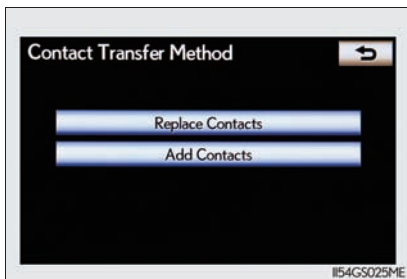 Contact Transfer Method
Replace Contacts
Add Contacts
II54GS025ME